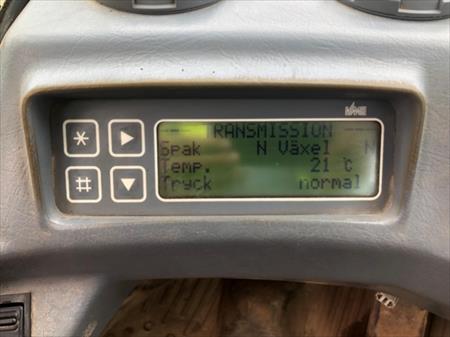 RANSMISSION
Spak N Växel N
Temp. 21 °C
Tryck normal
* 
#